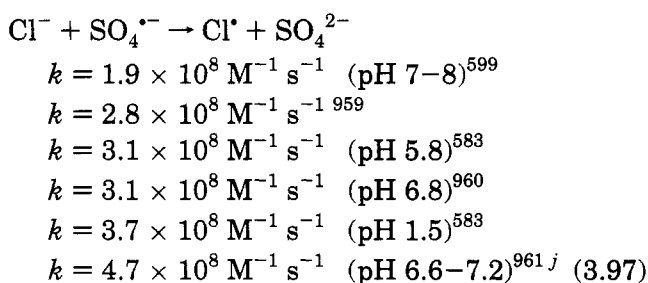 Cl⁻ + SO₄•⁻ → Cl• + SO₄²⁻
k = 1.9 × 10⁸ M⁻¹ s⁻¹ (pH 7–8)⁵⁹⁹
k = 2.8 × 10⁸ M⁻¹ s⁻¹ ⁹⁵⁹
k = 3.1 × 10⁸ M⁻¹ s⁻¹ (pH 5.8)⁵⁸³
k = 3.1 × 10⁸ M⁻¹ s⁻¹ (pH 6.8)⁹⁶⁰
k = 3.7 × 10⁸ M⁻¹ s⁻¹ (pH 1.5)⁵⁸³
k = 4.7 × 10⁸ M⁻¹ s⁻¹ (pH 6.6–7.2)⁹⁶¹ ʲ (3.97)